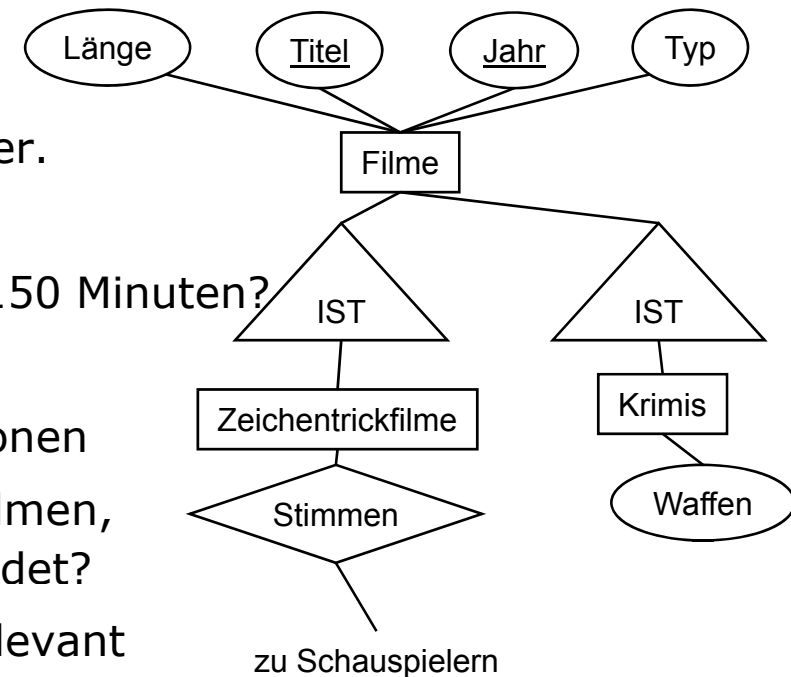 Länge Titel Jahr Typ
er.
Filme
150 Minuten?
IST IST
Zeichentrickfilme Krimis
onen
lmen,
Stimmen Waffen
det?
levant
zu Schauspielern